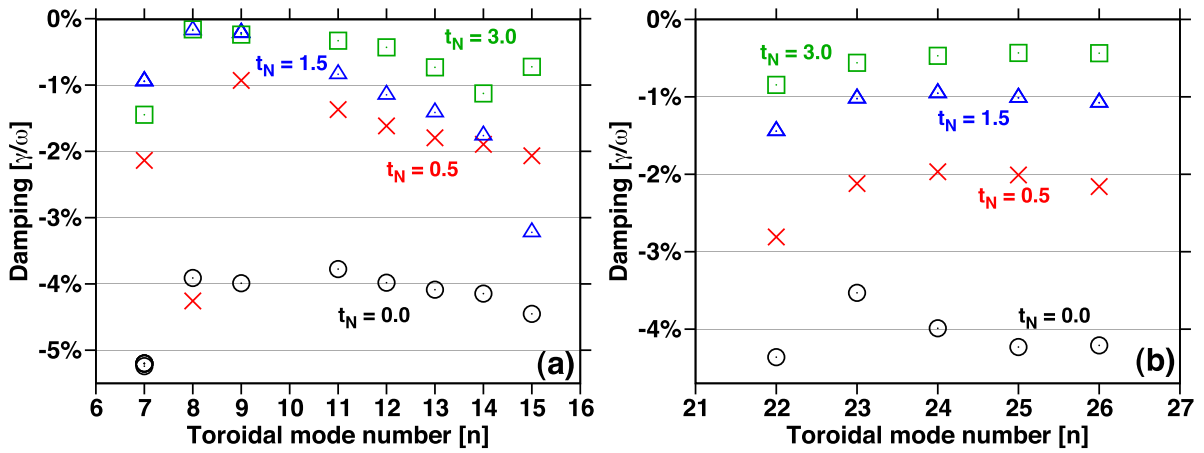 0%
-1%
-2%
-3%
-4%
-5%
Damping [γ/ω]
t_N = 3.0
t_N = 1.5
t_N = 0.5
t_N = 0.0
(a)
6 7 8 9 10 11 12 13 14 15 16
Toroidal mode number [n]
0%
-1%
-2%
-3%
-4%
Damping [γ/ω]
t_N = 3.0
t_N = 1.5
t_N = 0.5
t_N = 0.0
(b)
21 22 23 24 25 26 27
Toroidal mode number [n]